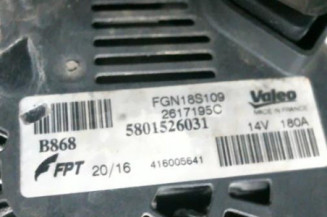 FGN18S109
2617195C
Valeo
MADE IN FRANCE
B868
5801526031
14V 180A
FPT 20/16
416005641